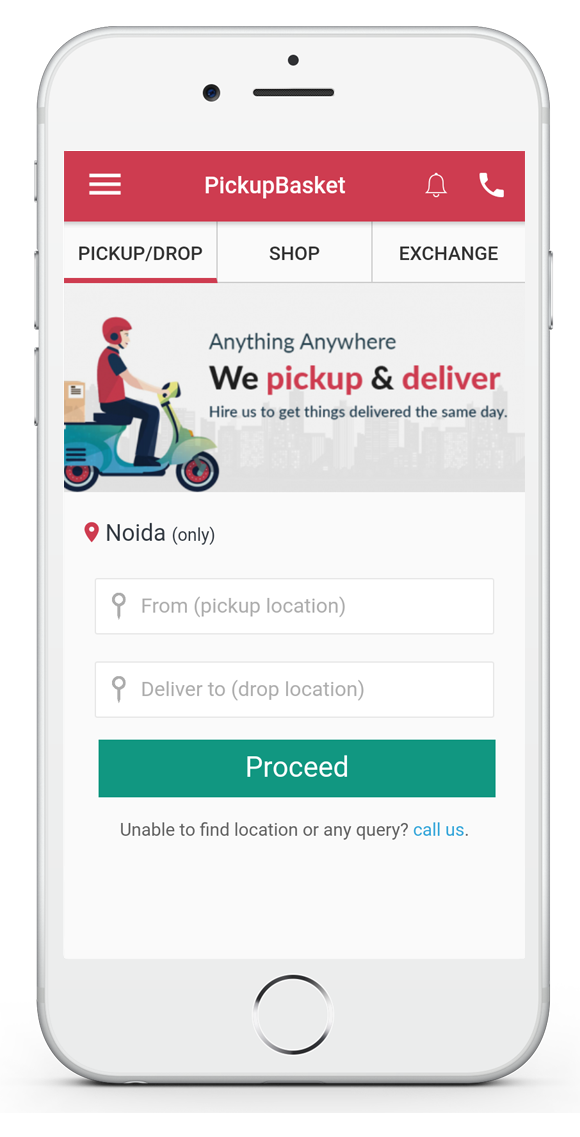 PickupBasket
PICKUP/DROP SHOP EXCHANGE
Anything Anywhere
We pickup & deliver
Hire us to get things delivered the same day.
Noida (only)
From (pickup location)
Deliver to (drop location)
Proceed
Unable to find location or any query? call us.